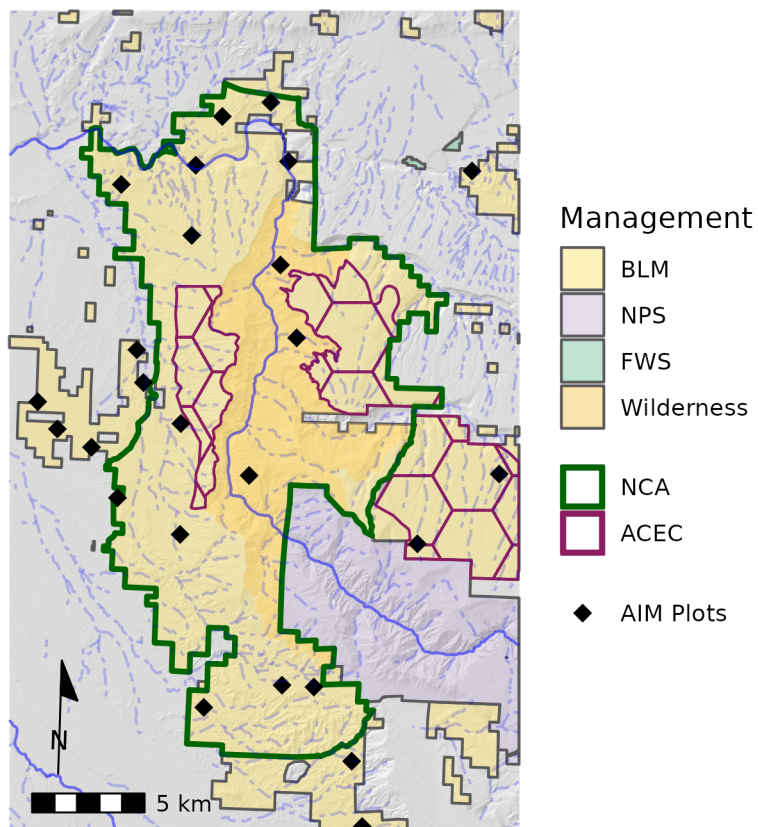 Management
BLM
NPS
FWS
Wilderness
NCA
ACEC
AIM Plots
N
5 km